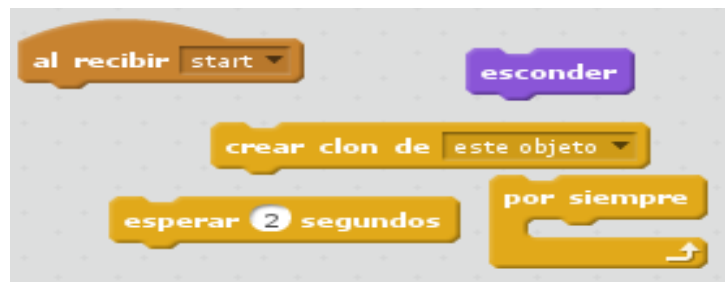 al recibir start
esconder
crear clon de este objeto
por siempre
esperar 2 segundos